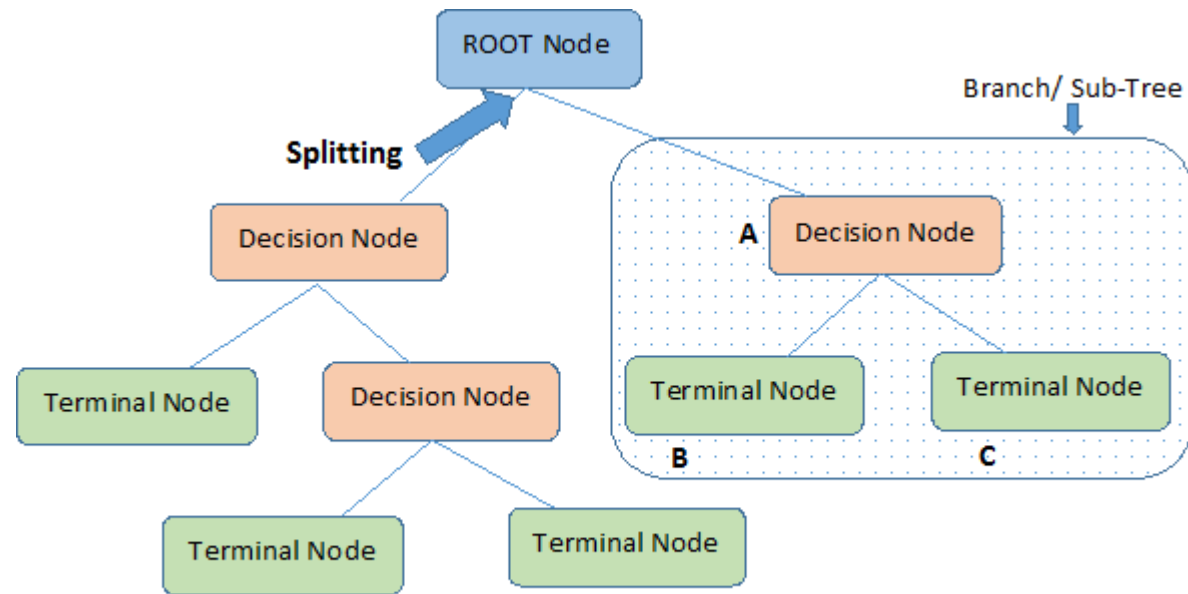 ROOT Node
Branch/ Sub-Tree
Splitting
Decision Node
A
Decision Node
Terminal Node
Decision Node
Terminal Node
Terminal Node
B
C
Terminal Node
Terminal Node